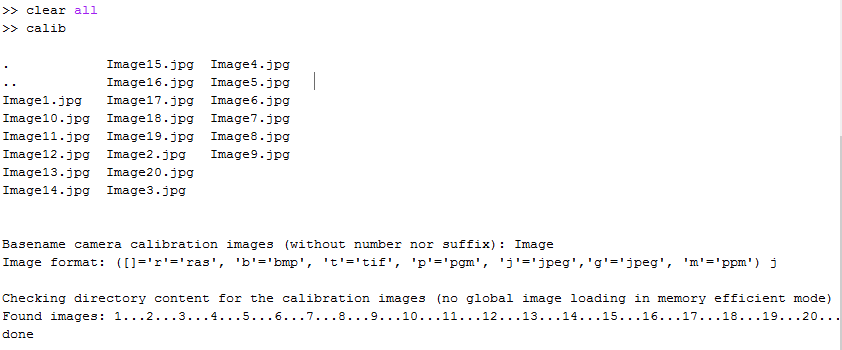 >> clear all
>> calib
.             Image15.jpg  Image4.jpg
..            Image16.jpg  Image5.jpg
Image1.jpg   Image17.jpg  Image6.jpg
Image10.jpg  Image18.jpg  Image7.jpg
Image11.jpg  Image19.jpg  Image8.jpg
Image12.jpg  Image2.jpg   Image9.jpg
Image13.jpg  Image20.jpg
Image14.jpg  Image3.jpg
Basename camera calibration images (without number nor suffix): Image
Image format: ([]='r'='ras', 'b'='bmp', 't'='tif', 'p'='pgm', 'j'='jpeg','g'='jpeg', 'm'='ppm') j
Checking directory content for the calibration images (no global image loading in memory efficient mode)
Found images: 1...2...3...4...5...6...7...8...9...10...11...12...13...14...15...16...17...18...19...20...
done